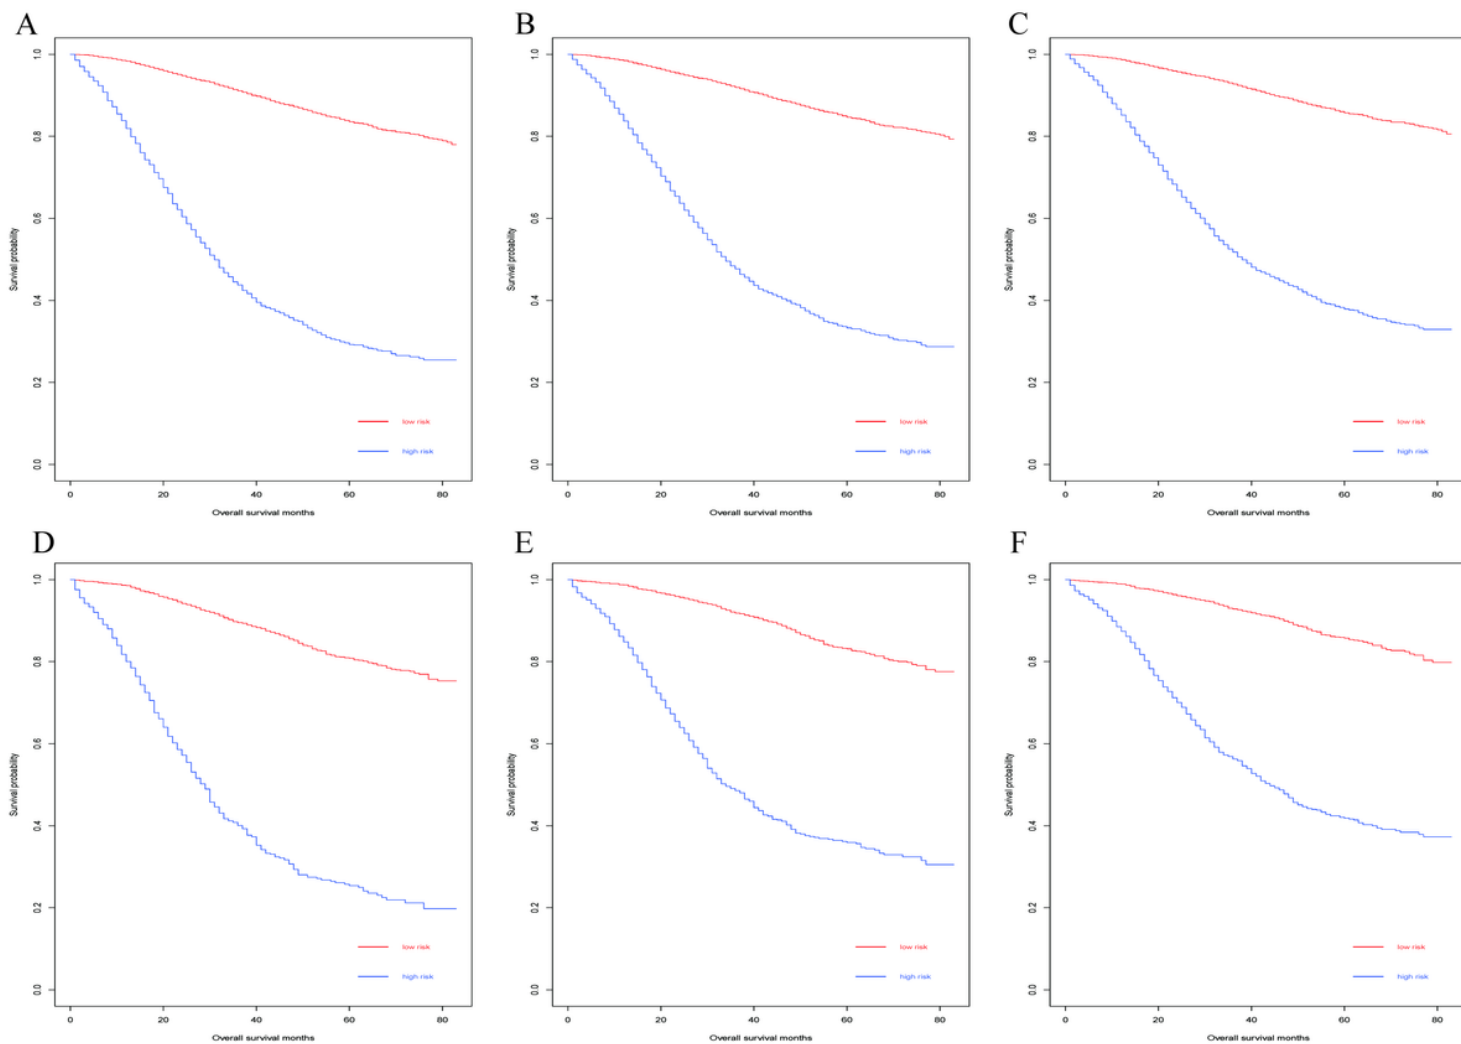 A
B
C
1.0
0.8
0.6
0.4
0.2
0.0
Survival probability
low risk
high risk
0 20 40 60 80
Overall survival months
1.0
0.8
0.6
0.4
0.2
0.0
Survival probability
low risk
high risk
0 20 40 60 80
Overall survival months
1.0
0.8
0.6
0.4
0.2
0.0
Survival probability
low risk
high risk
0 20 40 60 80
Overall survival months
D
E
F
1.0
0.8
0.6
0.4
0.2
0.0
Survival probability
low risk
high risk
0 20 40 60 80
Overall survival months
1.0
0.8
0.6
0.4
0.2
0.0
Survival probability
low risk
high risk
0 20 40 60 80
Overall survival months
1.0
0.8
0.6
0.4
0.2
0.0
Survival probability
low risk
high risk
0 20 40 60 80
Overall survival months